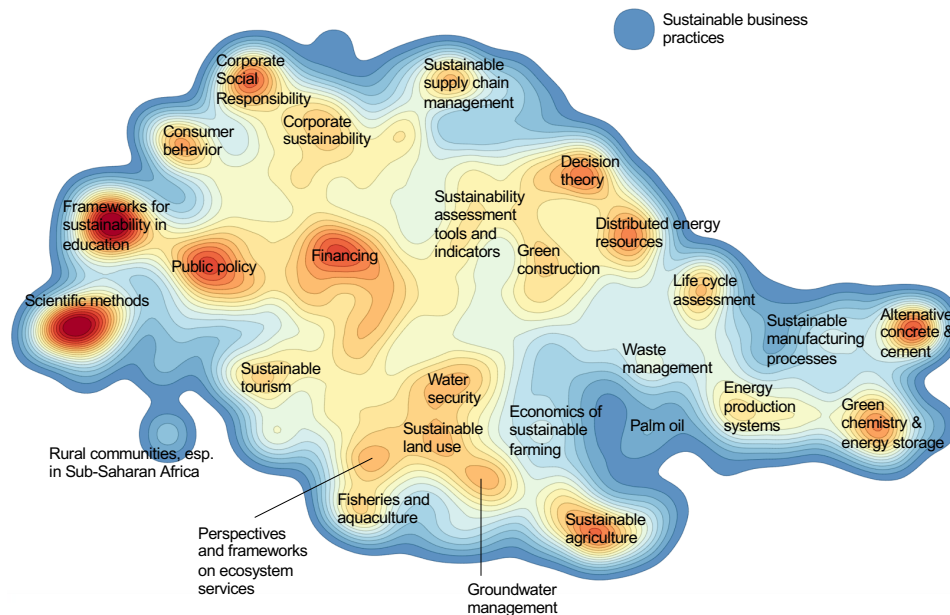 Sustainable business
practices
Corporate
Social
Responsibility
Sustainable
supply chain
management
Corporate
sustainability
Consumer
behavior
Decision
theory
Frameworks for
sustainability in
education
Sustainability
assessment
tools and
indicators
Distributed energy
resources
Public policy
Financing
Green
construction
Scientific methods
Life cycle
assessment
Sustainable
manufacturing
processes
Alternative
concrete &
cement
Sustainable
tourism
Waste
management
Water
security
Energy
production
systems
Green
chemistry &
energy storage
Economics of
sustainable
farming
Palm oil
Sustainable
land use
Rural communities, esp.
in Sub-Saharan Africa
Fisheries and
aquaculture
Sustainable
agriculture
Perspectives
and frameworks
on ecosystem
services
Groundwater
management